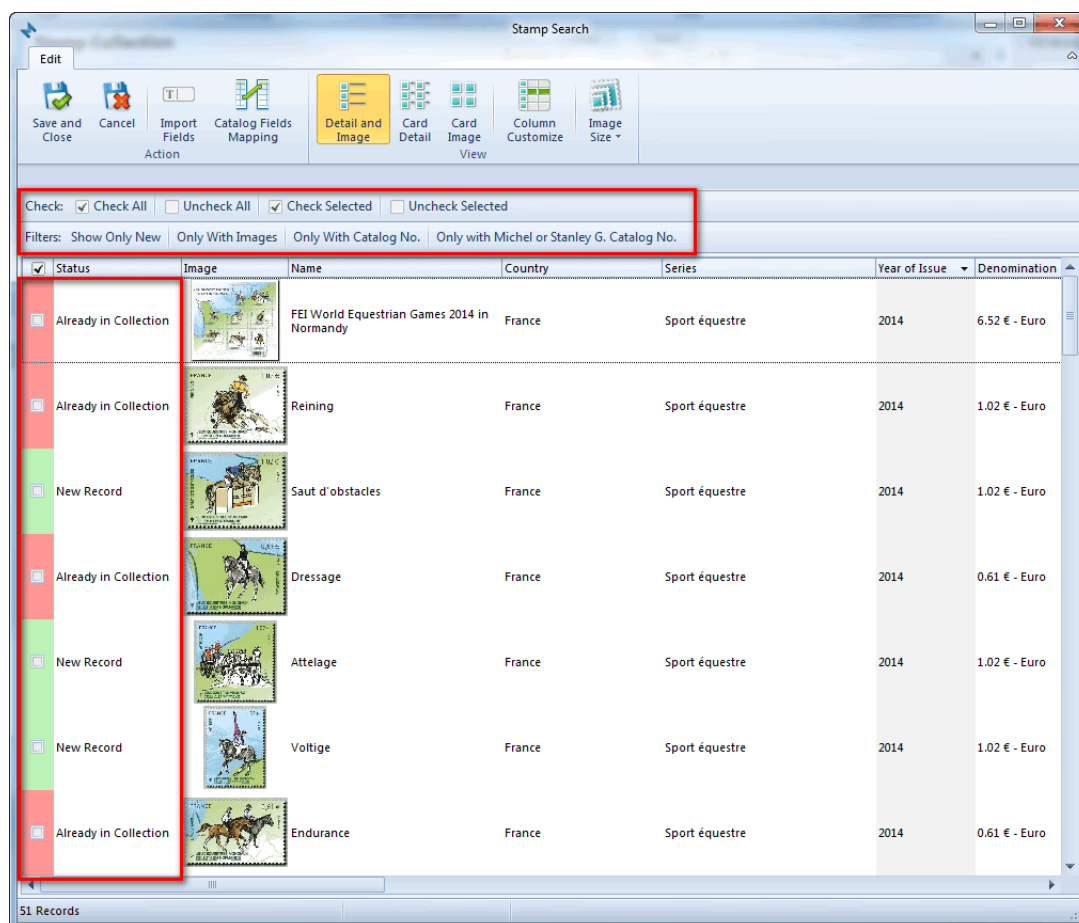 Stamp Search
Edit
Save and Close
Cancel
Import Fields
Catalog Fields Mapping
Detail and Image
Card Detail
Card Image
Column Customize
Image Size
Action
View
Check: Check All Uncheck All Check Selected Uncheck Selected
Filters: Show Only New Only With Images Only With Catalog No. Only with Michel or Stanley G. Catalog No.
Status Image Name Country Series Year of Issue Denomination
Already in Collection FEI World Equestrian Games 2014 in Normandy France Sport équestre 2014 6.52 € - Euro
Already in Collection Reining France Sport équestre 2014 1.02 € - Euro
New Record Saut d'obstacles France Sport équestre 2014 1.02 € - Euro
Already in Collection Dressage France Sport équestre 2014 0.61 € - Euro
New Record Attelage France Sport équestre 2014 1.02 € - Euro
New Record Voltige France Sport équestre 2014 1.02 € - Euro
Already in Collection Endurance France Sport équestre 2014 0.61 € - Euro
51 Records